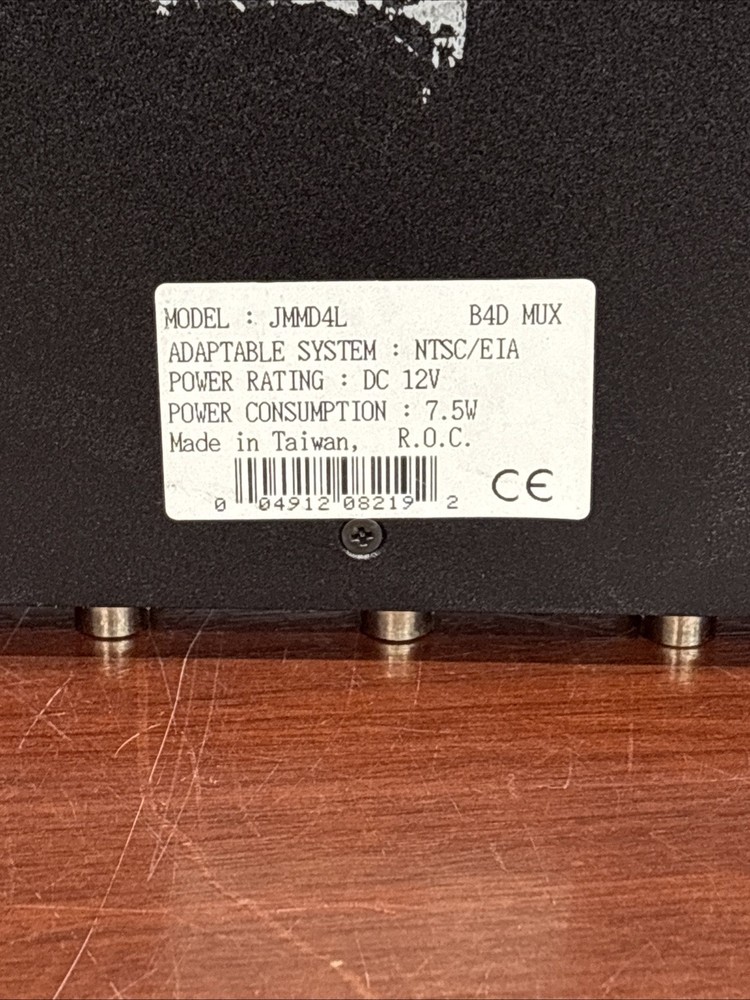 MODEL : JMMD4L B4D MUX
ADAPTABLE SYSTEM : NTSC/EIA
POWER RATING : DC 12V
POWER CONSUMPTION : 7.5W
Made in Taiwan, R.O.C.
0 04912 08219 2 CE